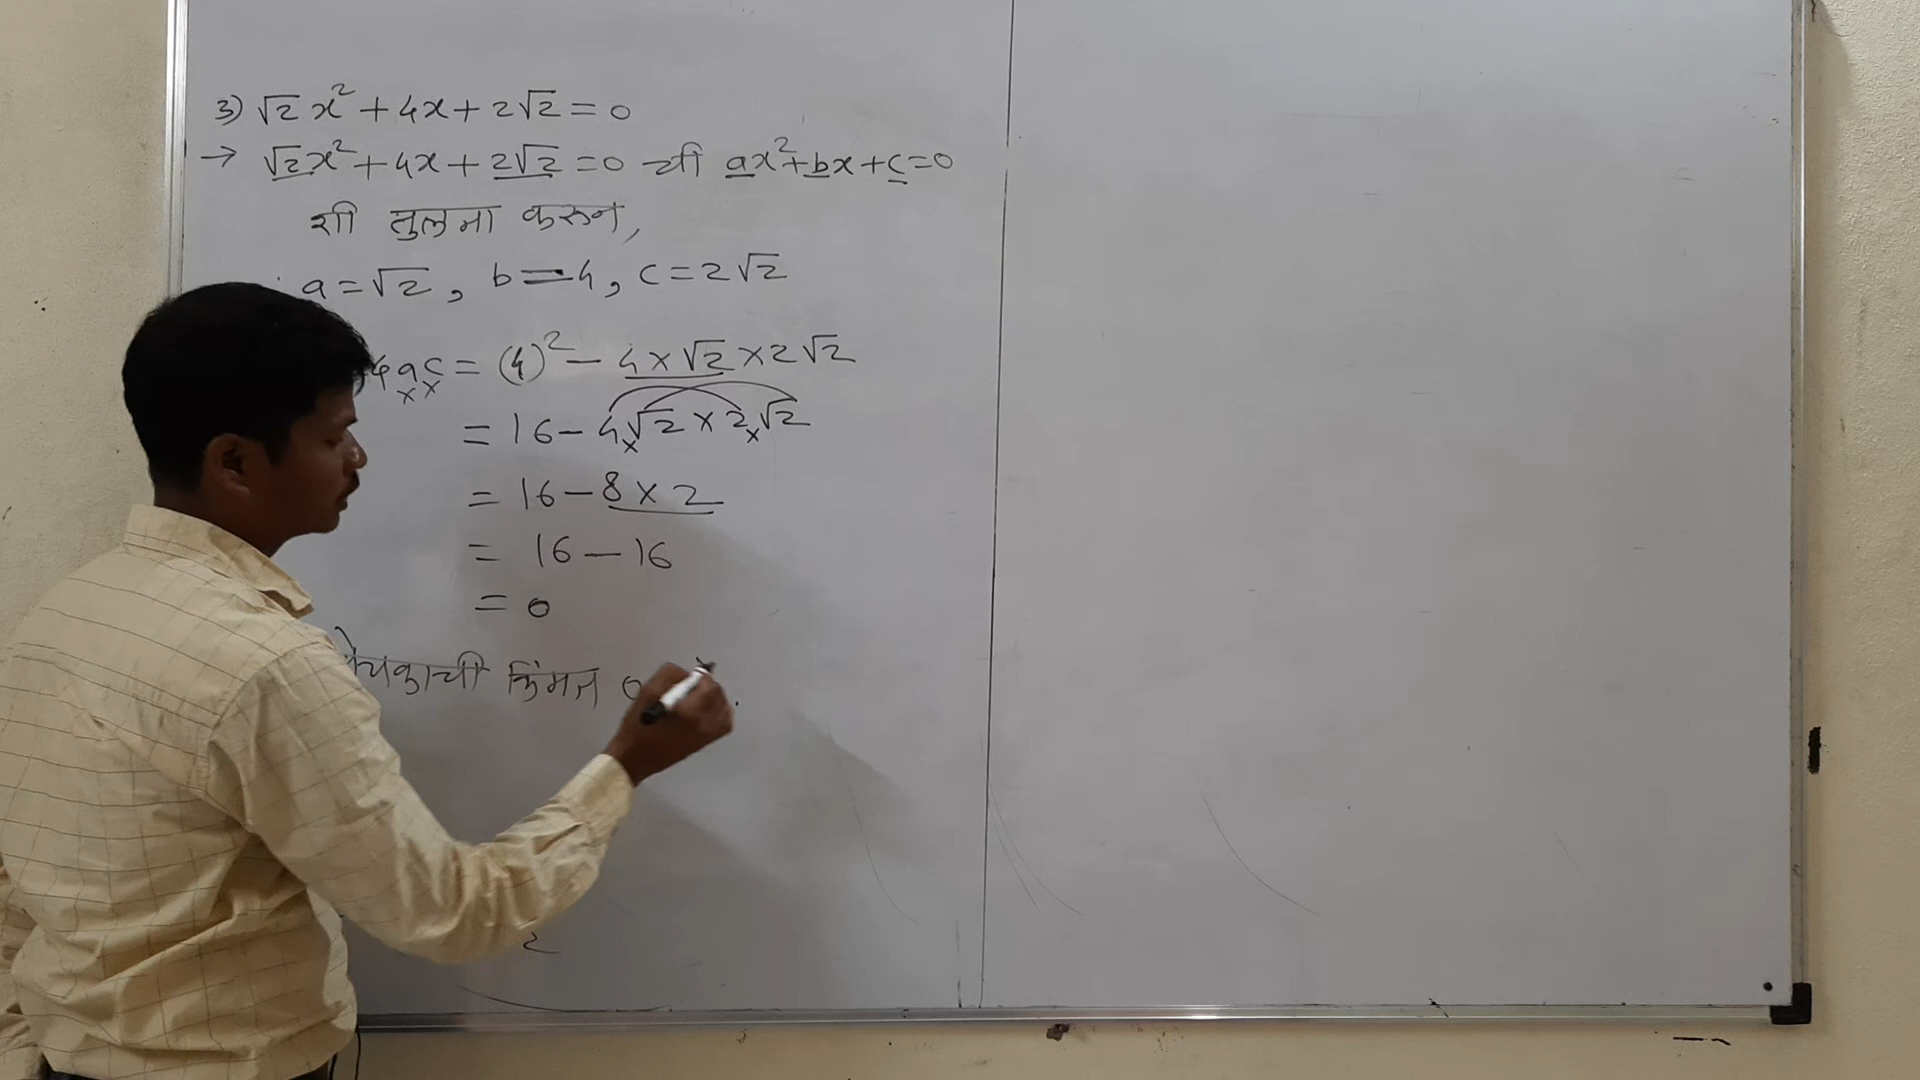 3) √2 x² + 4x + 2√2 = 0
→ √2x² + 4x + 2√2 = 0 ची ax² + bx + c = 0
शी तुलना करून,
a = √2, b = 4, c = 2√2
4ac = (4)² - 4 × √2 × 2√2
= 16 - 4×√2 × 2×√2
= 16 - 8 × 2
= 16 - 16
= 0
किंमत 0